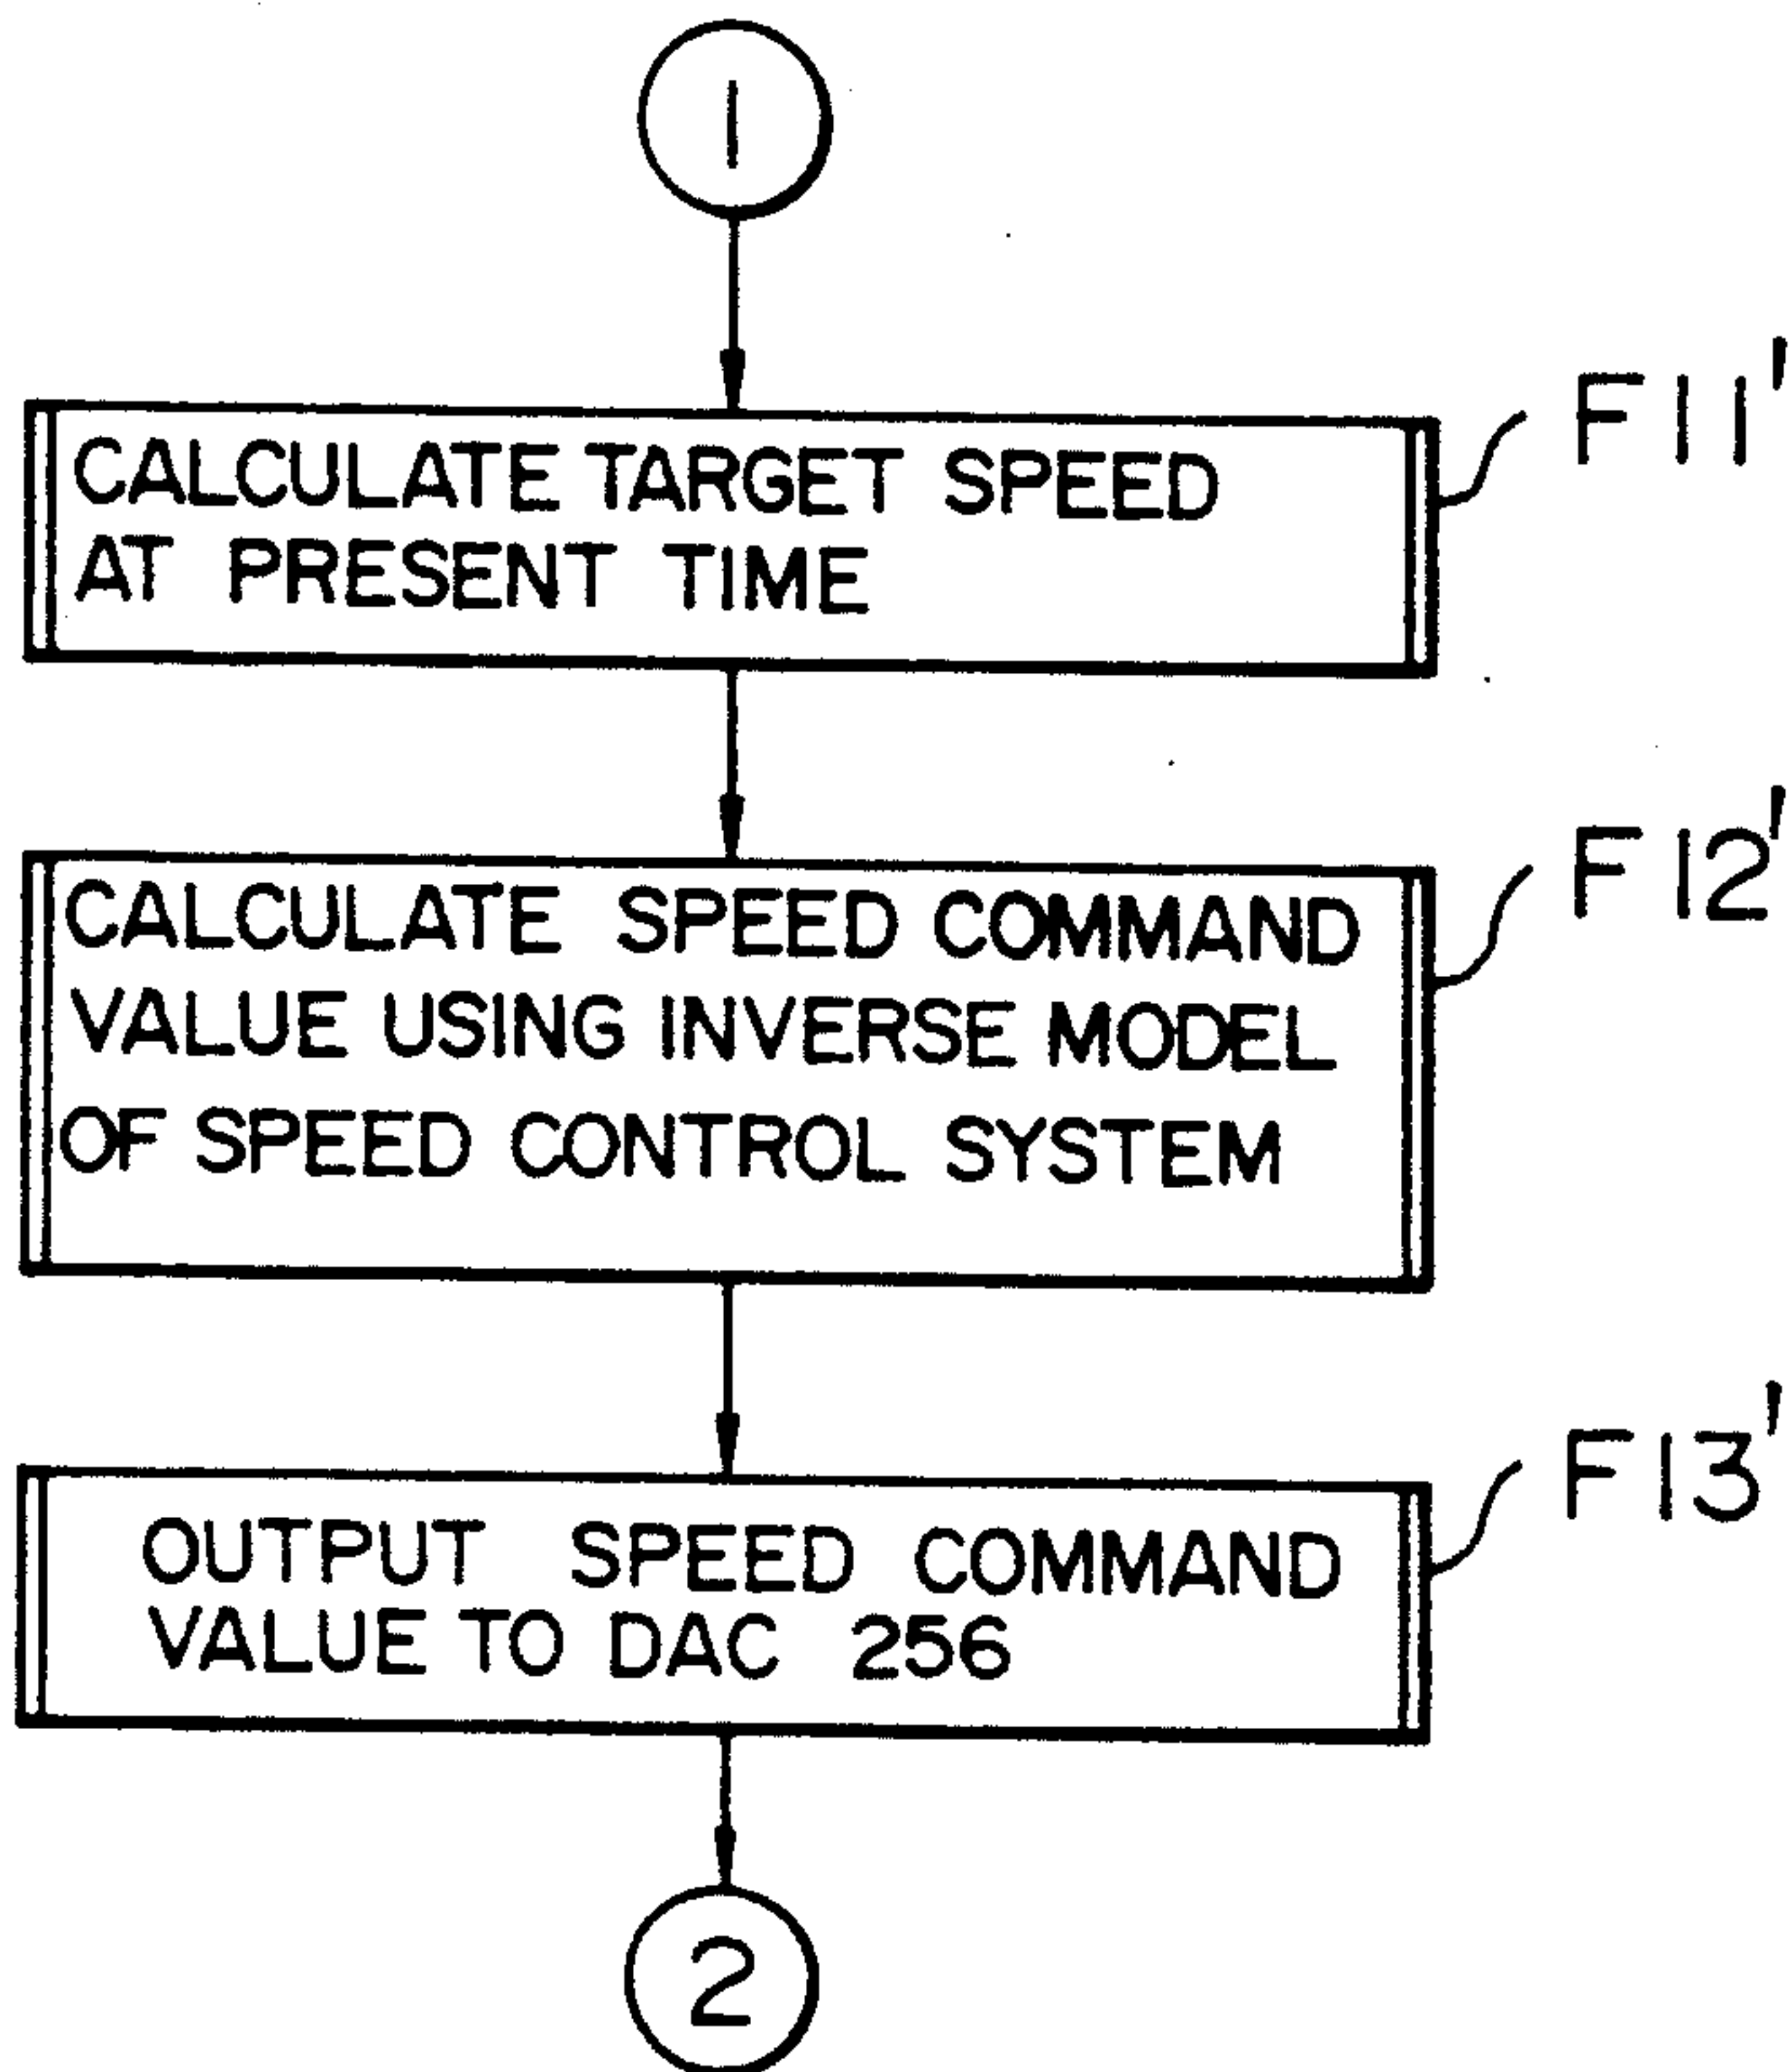 1
CALCULATE TARGET SPEED
AT PRESENT TIME
F11'
CALCULATE SPEED COMMAND
VALUE USING INVERSE MODEL
OF SPEED CONTROL SYSTEM
F12'
OUTPUT SPEED COMMAND
VALUE TO DAC 256
F13'
2